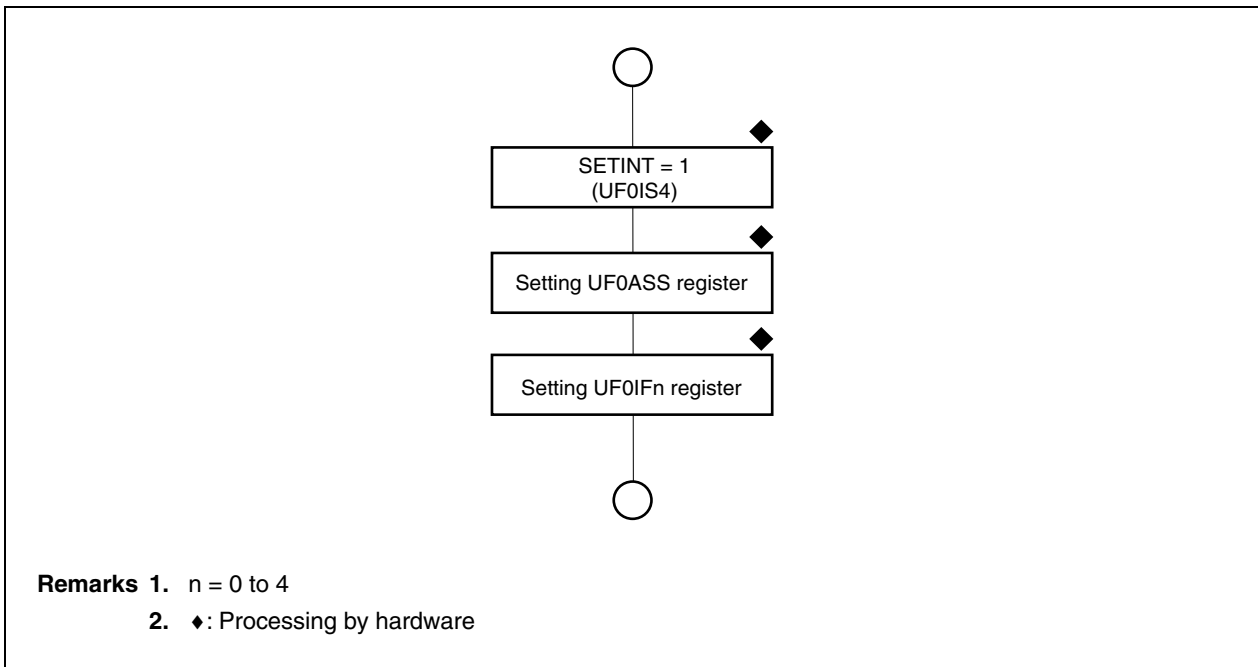 SETINT = 1
(UF0IS4)
Setting UF0ASS register
Setting UF0IFn register
Remarks 1. n = 0 to 4
2. ♦: Processing by hardware